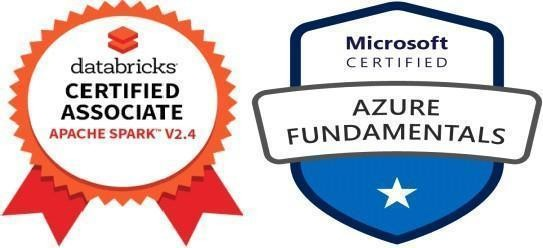 databricks
CERTIFIED
ASSOCIATE
APACHE SPARK™ V2.4
Microsoft
CERTIFIED
AZURE
FUNDAMENTALS